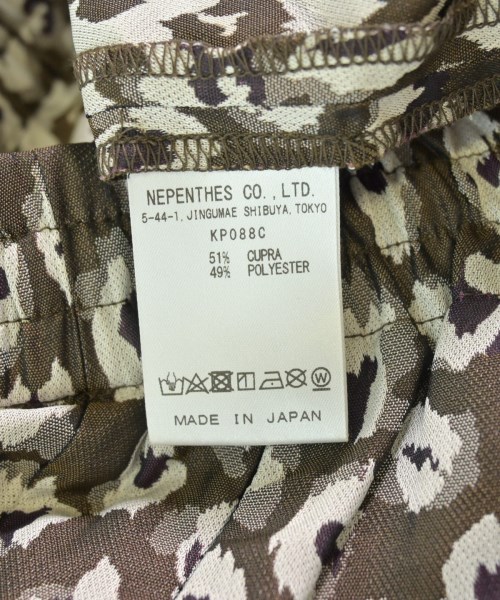 NEPENTHES CO.,LTD.
5-44-1, JINGUMAE SHIBUYA, TOKYO
KP088C
51% CUPRA
49% POLYESTER
MADE IN JAPAN